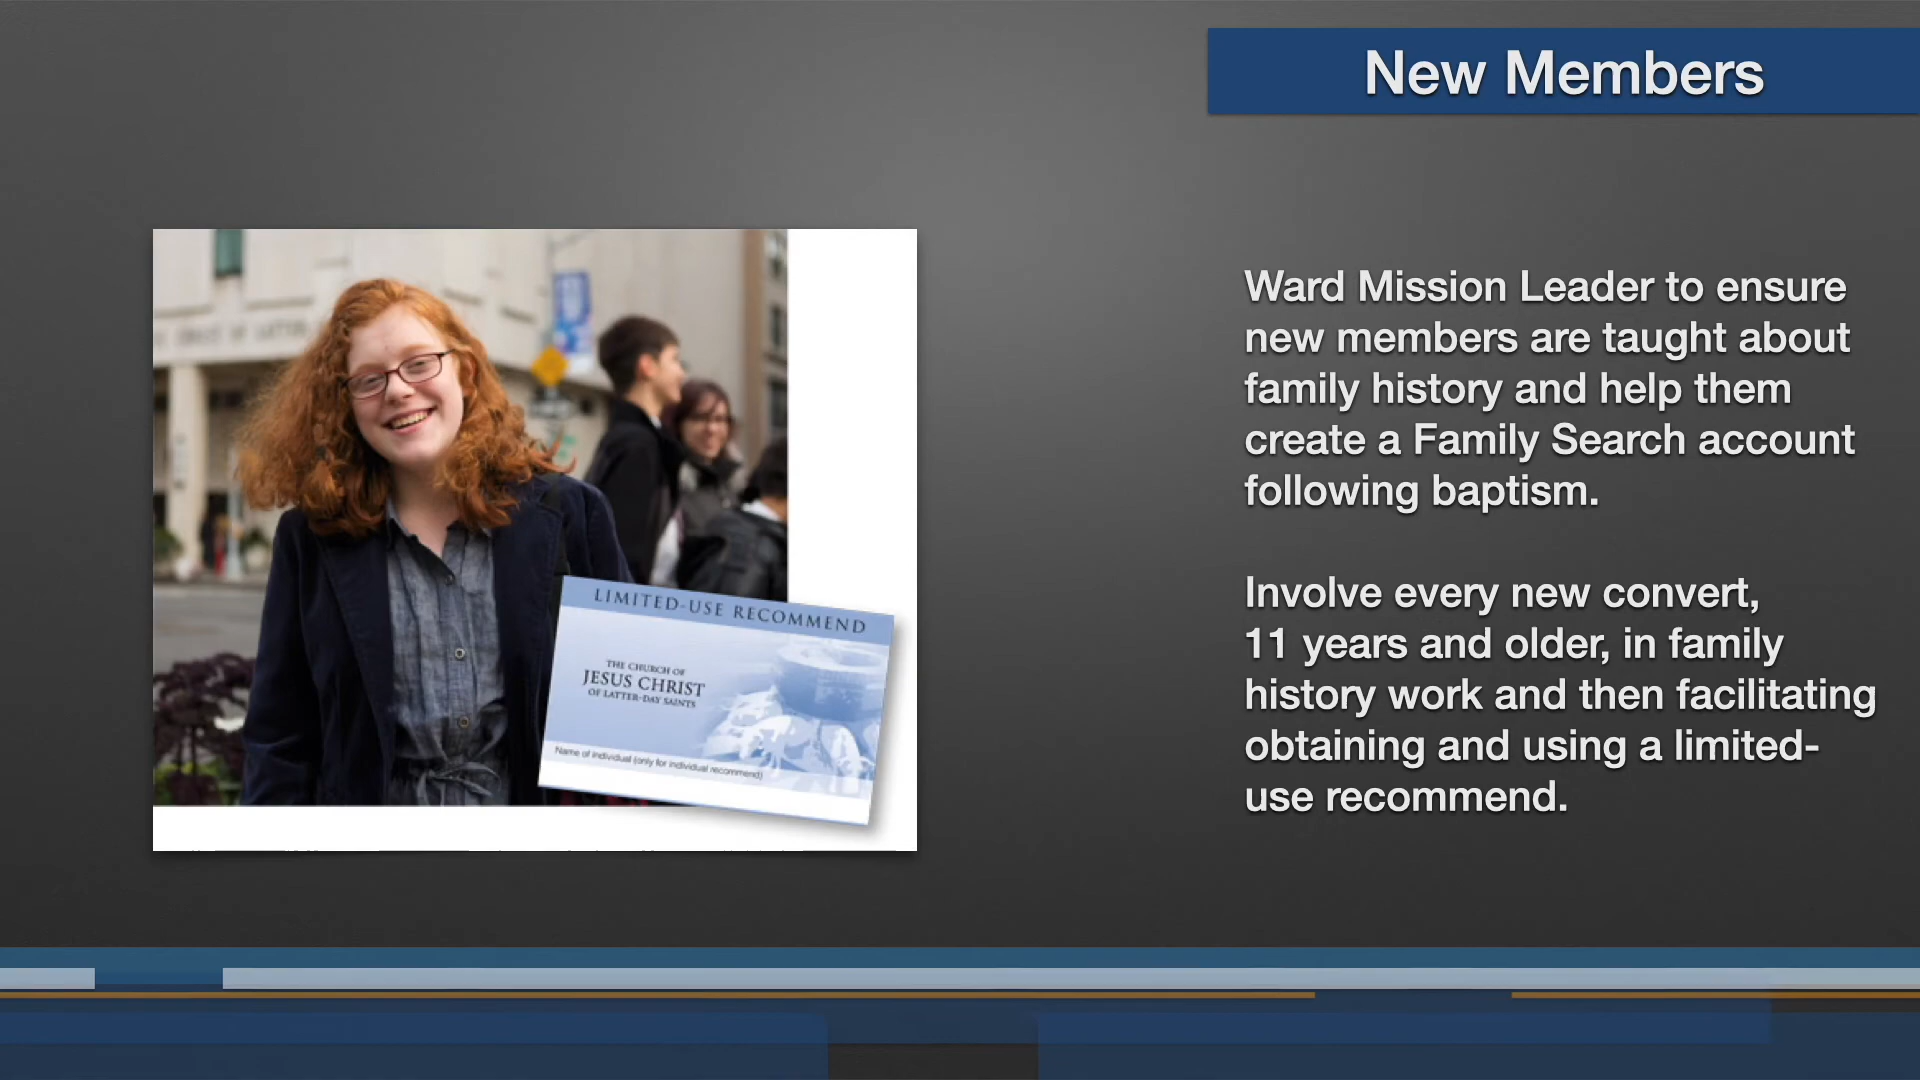 New Members
Ward Mission Leader to ensure
new members are taught about
family history and help them
create a Family Search account
following baptism.
Involve every new convert,
11 years and older, in family
history work and then facilitating
obtaining and using a limited-
use recommend.
LIMITED-USE RECOMMEND
THE CHURCH OF
JESUS CHRIST
OF LATTER-DAY SAINTS
Name of individual (only for individual recommend)